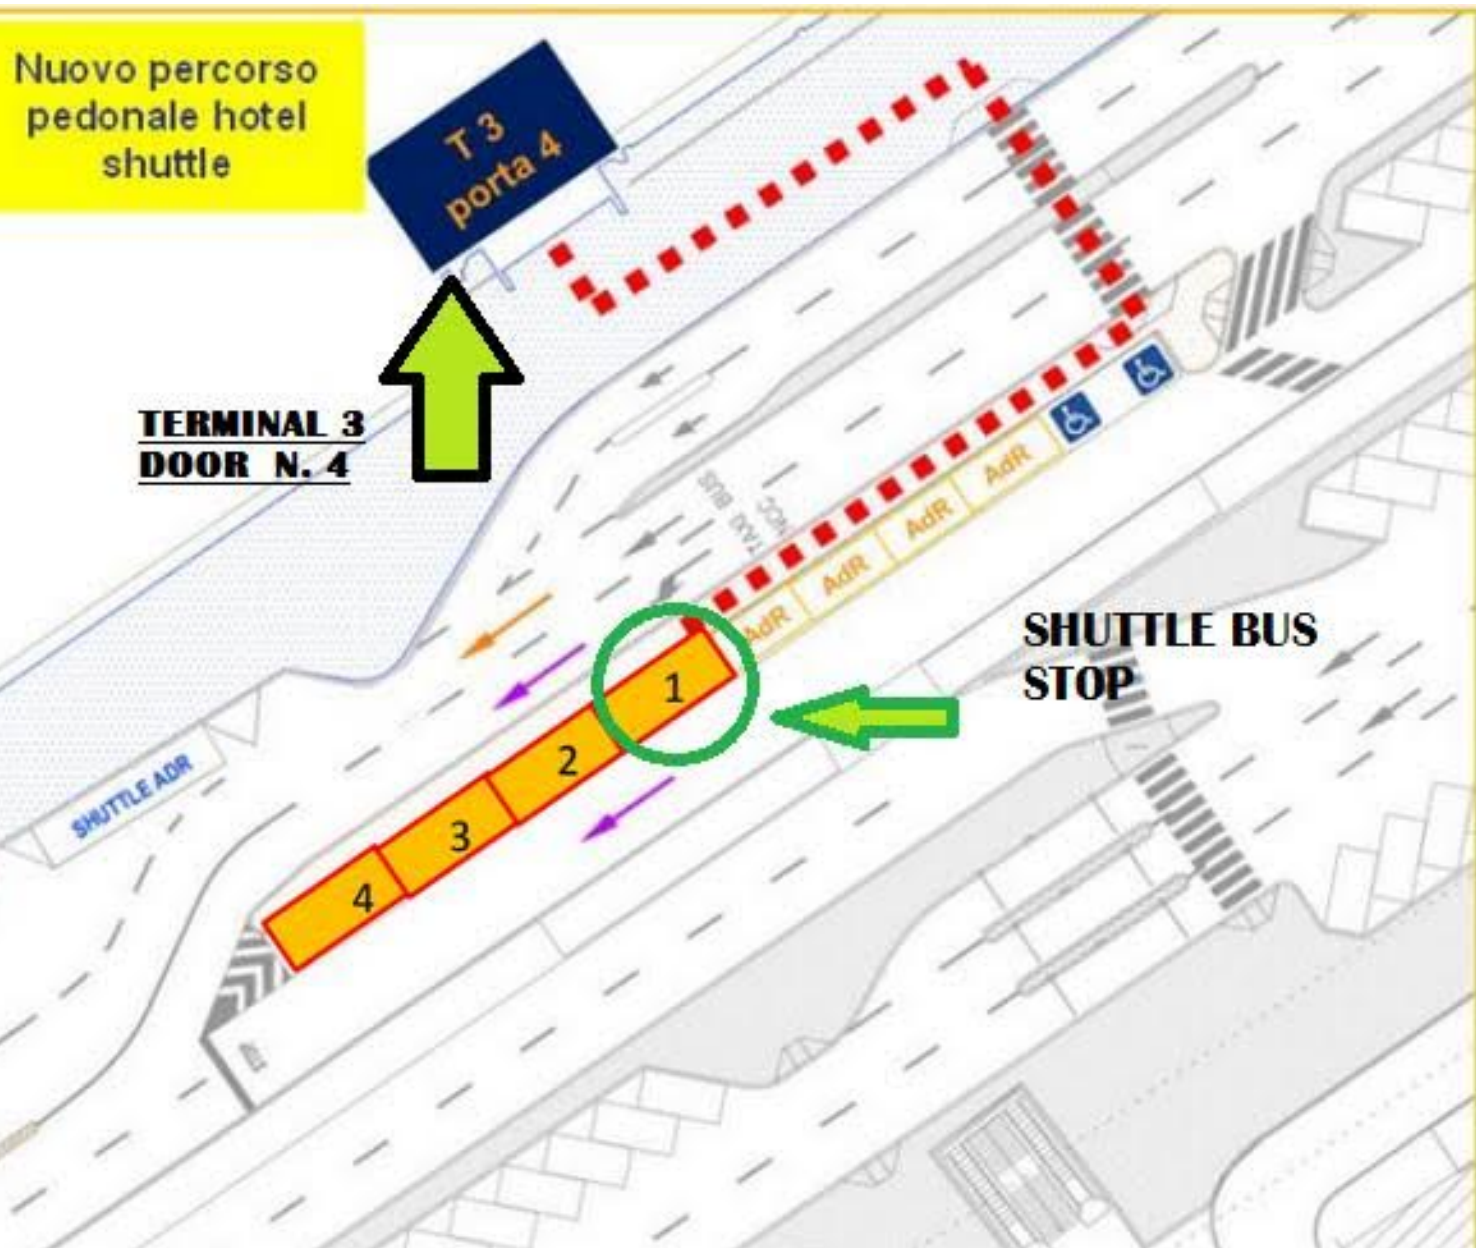 Nuovo percorso
pedonale hotel
shuttle
T 3
porta 4
TERMINAL 3
DOOR N. 4
TAXI BUS
NCC
AdR
AdR
AdR
AdR
SHUTTLE BUS
STOP
1
2
3
4
SHUTTLE ADR